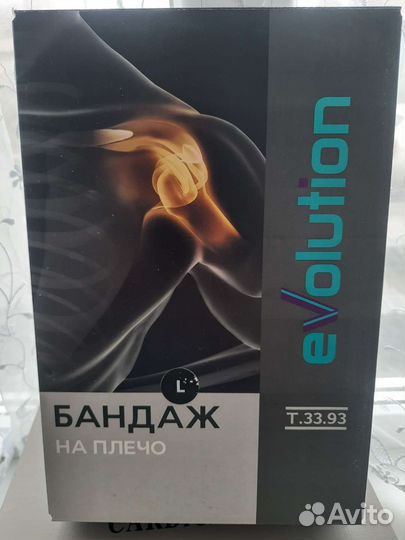 evolution
L
БАНДАЖ
НА ПЛЕЧО
Т.33.93
Avito